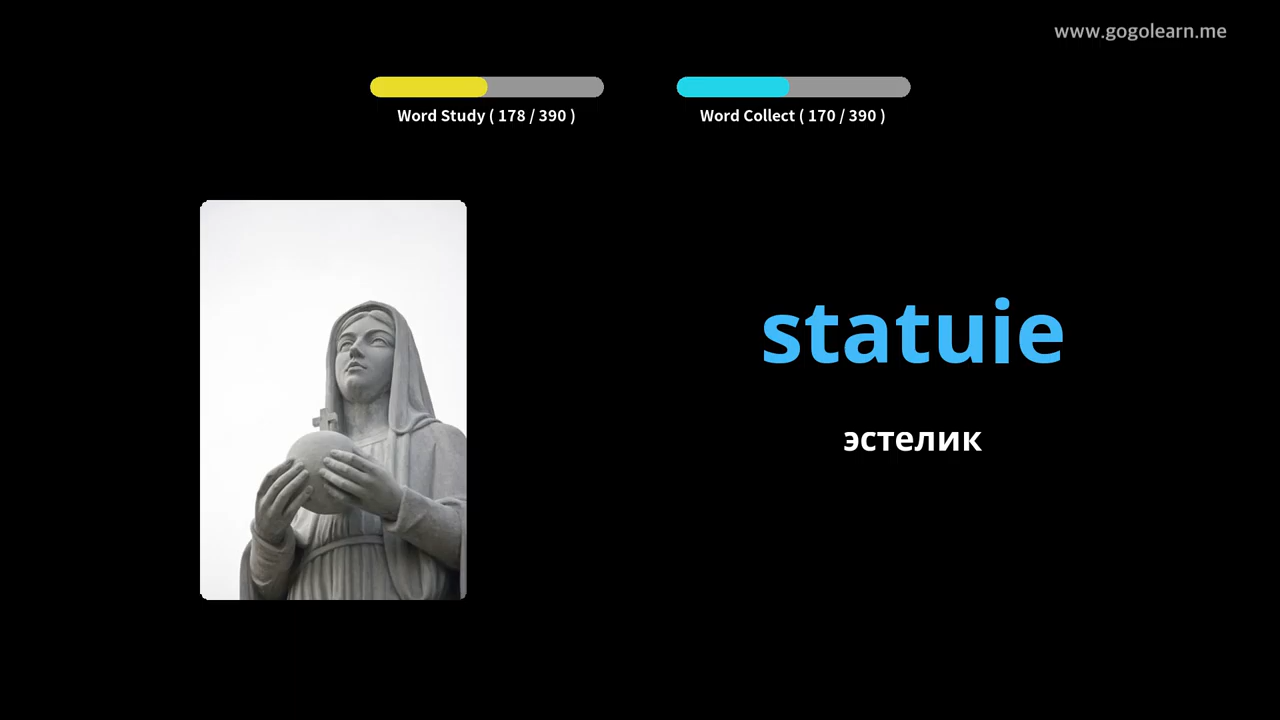 www.gogolearn.me
Word Study ( 178 / 390 )
Word Collect ( 170 / 390 )
statuie
эстелик